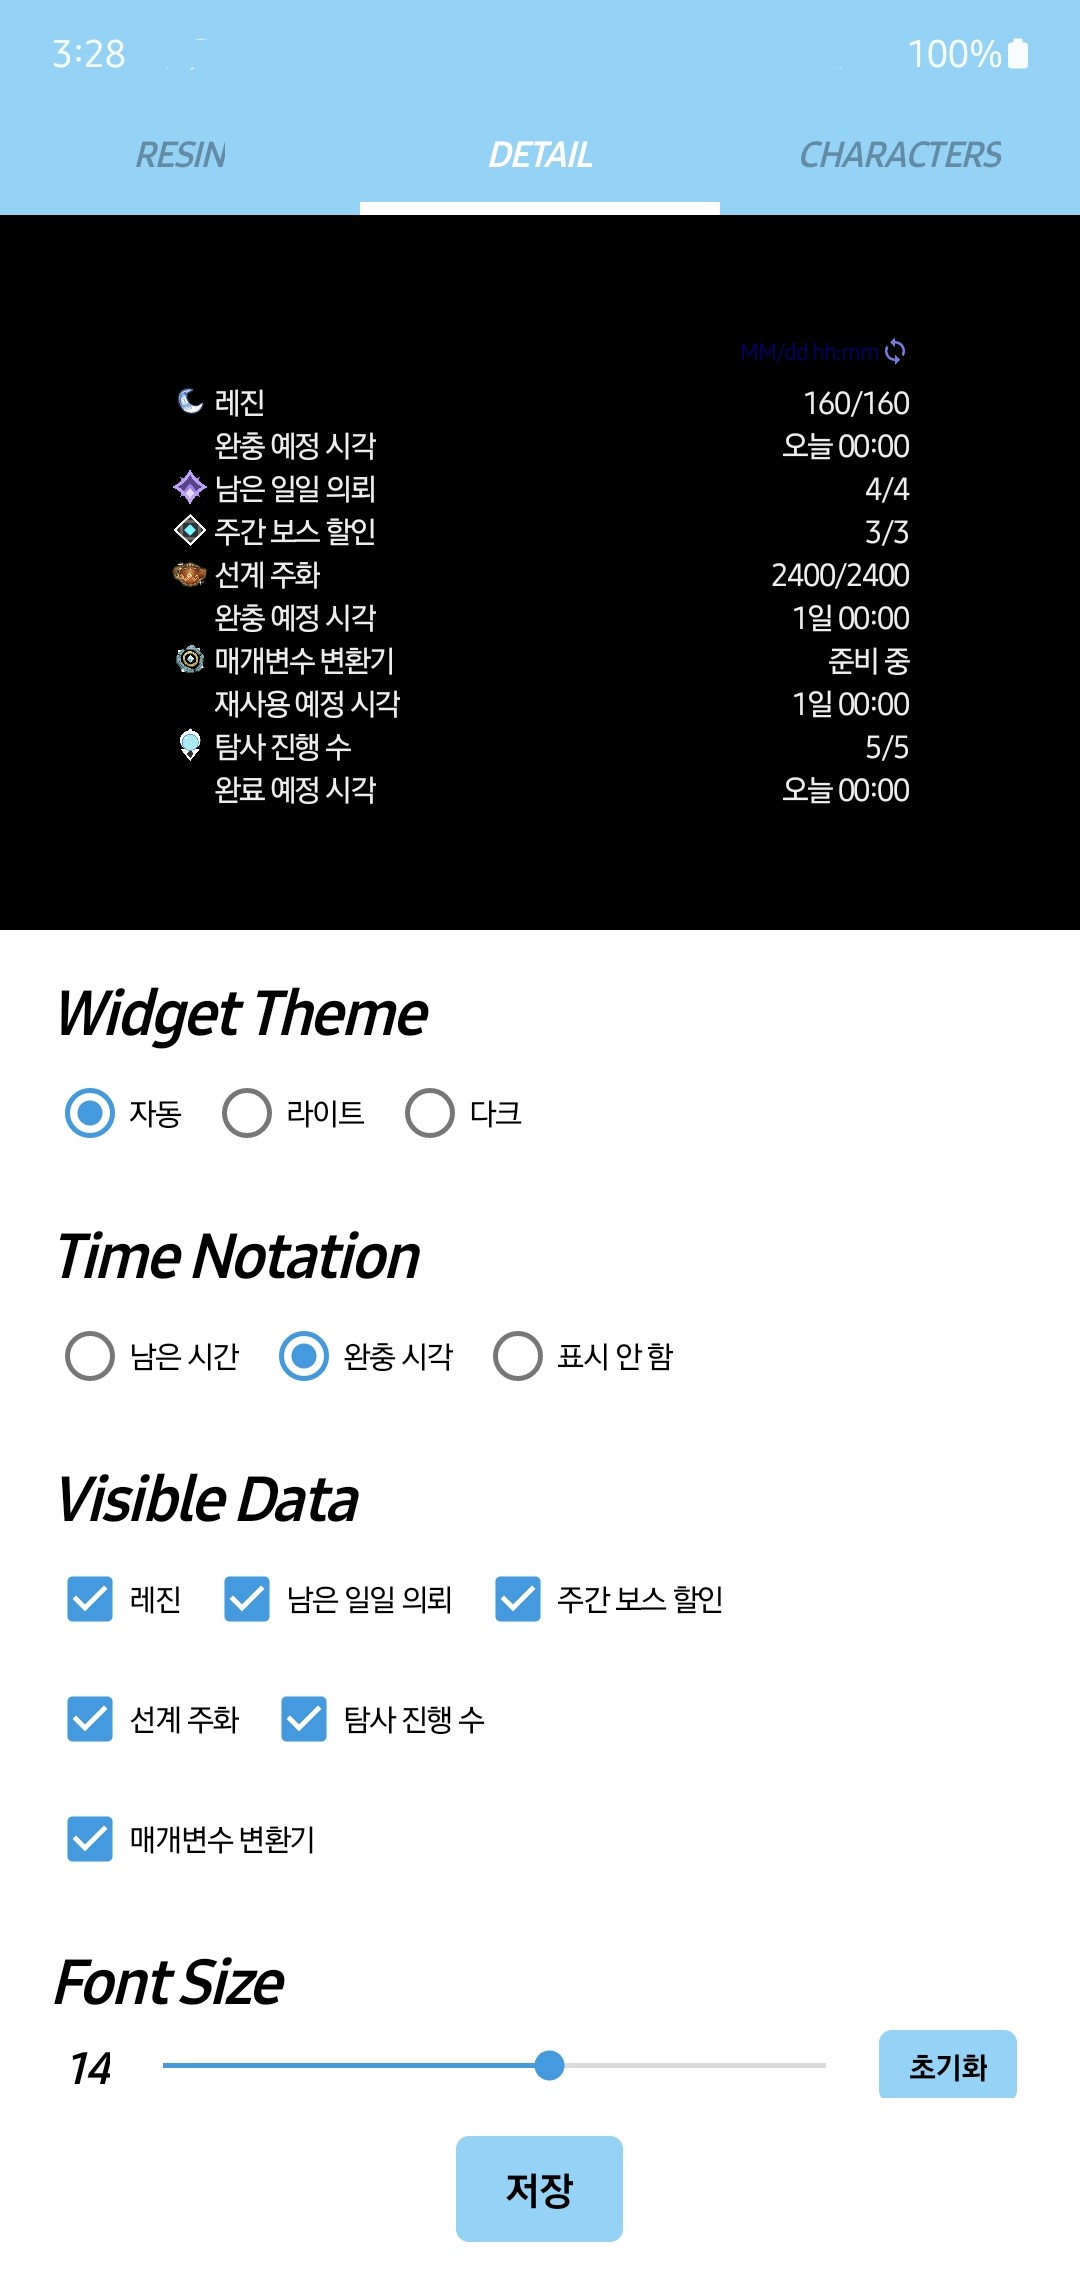 3:28 100%
RESIN DETAIL CHARACTERS
MM/dd hh:mm
레진 160/160
완충 예정 시각 오늘 00:00
남은 일일 의뢰 4/4
주간 보스 할인 3/3
선계 주화 2400/2400
완충 예정 시각 1일 00:00
매개변수 변환기 준비 중
재사용 예정 시각 1일 00:00
탐사 진행 수 5/5
완료 예정 시각 오늘 00:00
Widget Theme
자동 라이트 다크
Time Notation
남은 시간 완충 시각 표시 안 함
Visible Data
레진 남은 일일 의뢰 주간 보스 할인
선계 주화 탐사 진행 수
매개변수 변환기
Font Size
14 초기화
저장